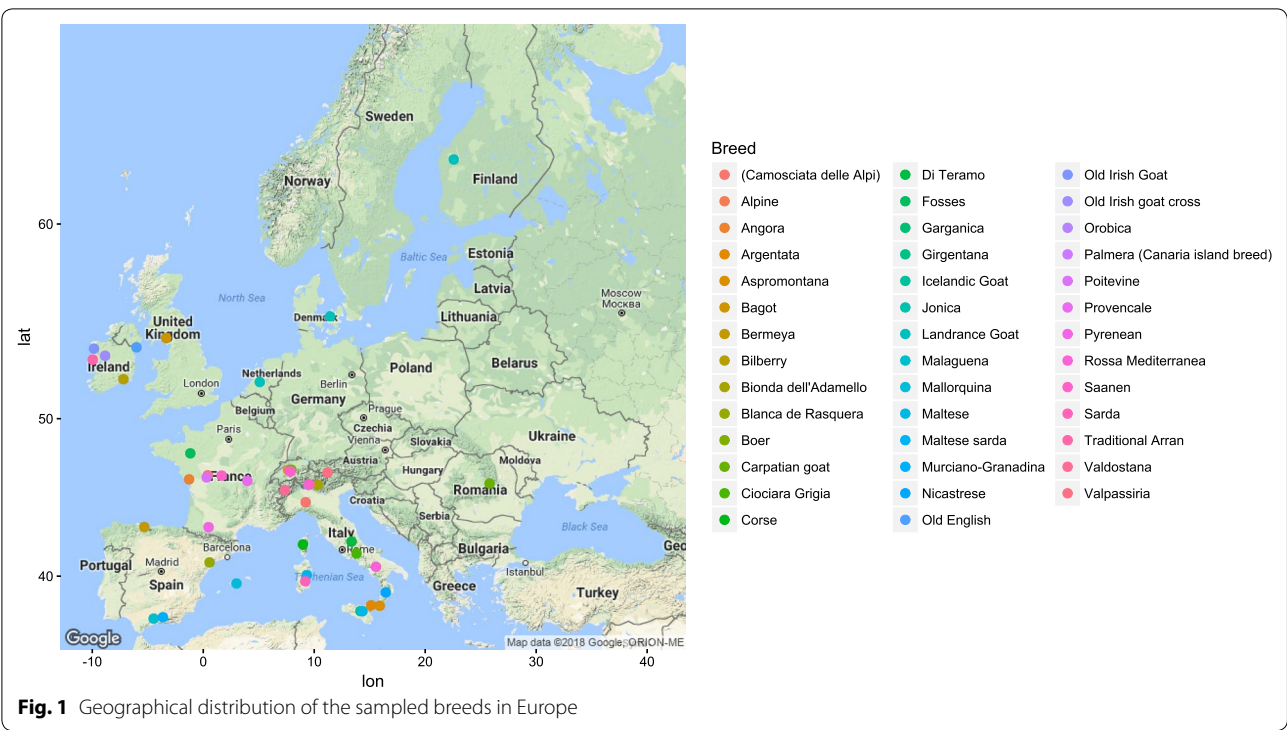 Sweden
Finland
Norway
60
Estonia
Baltic Sea
Latvia
Moscow
Москва
North Sea
Denmark
Lithuania
United
Kingdom
lat
Belarus
Ireland
Netherlands
Poland
London
Berlin
Germany
50
Belgium
Prague
Czechia
Paris
Vienna
Slovakia
Ukraine
Austria
Moldova
Hungary
France
Romania
Croatia
Serbia
Black Sea
Italy
Barcelona
Rome
Bulgaria
Geo
Portugal
Madrid
Istanbul
40
Spain
Tyrrhenian Sea
Greece
Turkey
Google
Map data ©2018 Google, ORION-ME
-10 0 10 20 30 40
lon
Breed
(Camosciata delle Alpi)
Alpine
Angora
Argentata
Aspromontana
Bagot
Bermeya
Bilberry
Bionda dell'Adamello
Blanca de Rasquera
Boer
Carpatian goat
Ciociara Grigia
Corse
Di Teramo
Fosses
Garganica
Girgentana
Icelandic Goat
Jonica
Landrance Goat
Malaguena
Mallorquina
Maltese
Maltese sarda
Murciano-Granadina
Nicastrese
Old English
Old Irish Goat
Old Irish goat cross
Orobica
Palmera (Canaria island breed)
Poitevine
Provencale
Pyrenean
Rossa Mediterranea
Saanen
Sarda
Traditional Arran
Valdostana
Valpassiria
Fig. 1 Geographical distribution of the sampled breeds in Europe